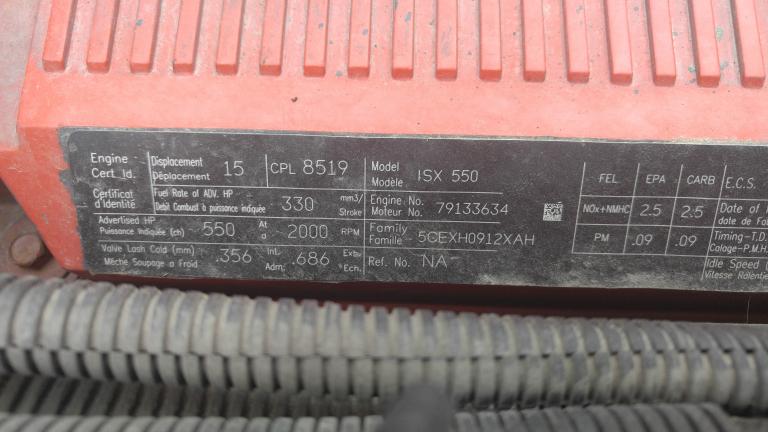 Engine
Cert. Id.
Certificat
d'Identité
Displacement
Déplacement
15
CPL 8519
Fuel Rate at ADV. HP
Debit Combust à puissance indiquée
330
mm3/
Stroke
Advertised HP
Puissance Indiquée (ch)
550
At
à
2000
RPM
Valve Lash Cold (mm)
Mèche Soupage a Froid
.356
Int.
Adm.
.686
Exh.
Ech.
Model
Modèle
ISX 550
Engine No.
Moteur No.
79133634
Family
Famille
5CEXH0912XAH
Ref. No. NA
FEL EPA CARB
NOx+NMHC 2.5 2.5
PM .09 .09
E.C.S.
Date of
date de
Timing-T.D.
Calage-P.M.H.
Idle Speed
Vitesse